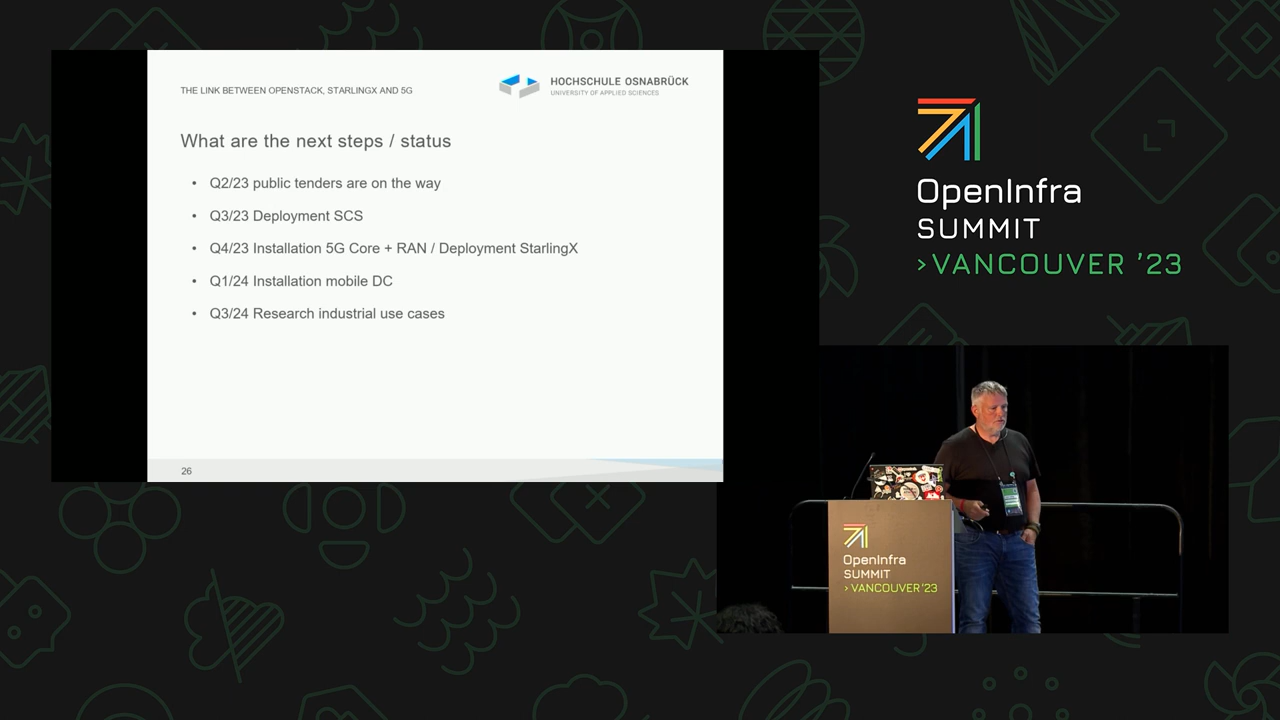 THE LINK BETWEEN OPENSTACK, STARLINGX AND 5G
HOCHSCHULE OSNABRÜCK
UNIVERSITY OF APPLIED SCIENCES
What are the next steps / status
• Q2/23 public tenders are on the way
• Q3/23 Deployment SCS
• Q4/23 Installation 5G Core + RAN / Deployment StarlingX
• Q1/24 Installation mobile DC
• Q3/24 Research industrial use cases
26
OpenInfra
SUMMIT
>VANCOUVER '23
OpenInfra
SUMMIT
> VANCOUVER '23